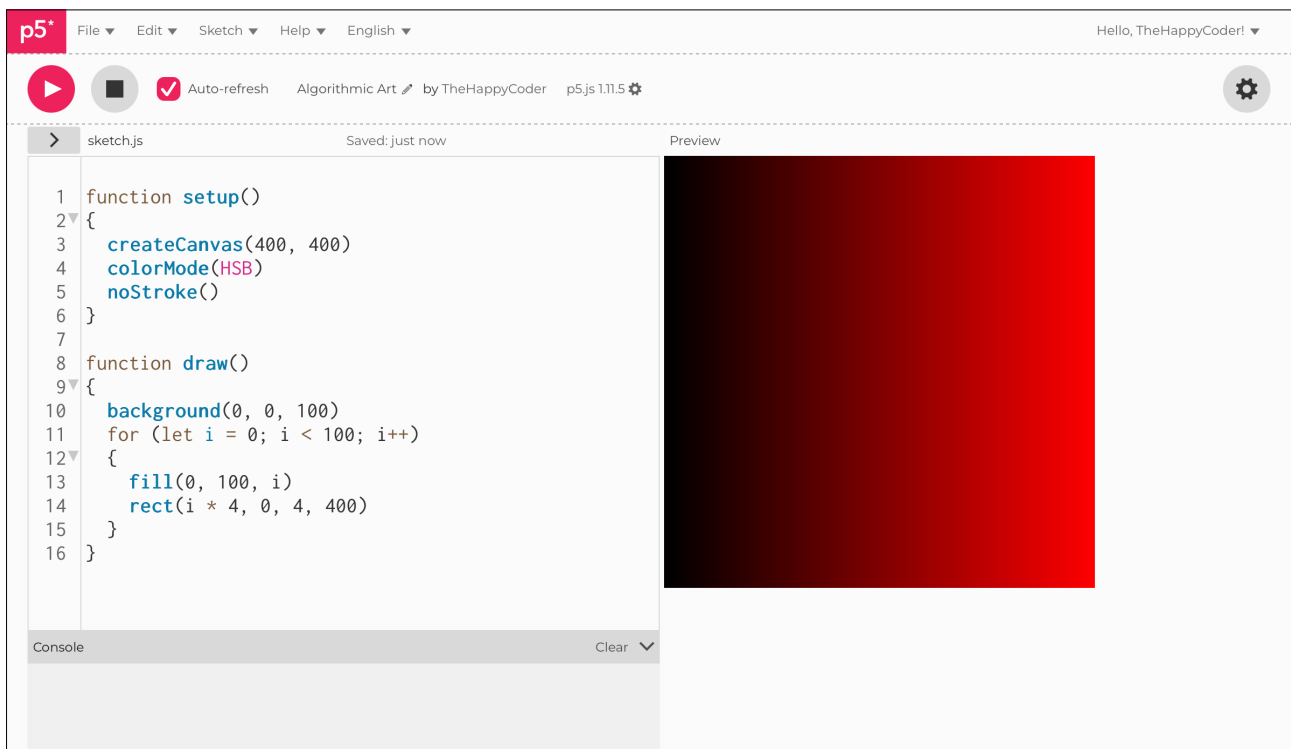 p5* File Edit Sketch Help English Hello, TheHappyCoder!
Auto-refresh Algorithmic Art by TheHappyCoder p5.js 1.11.5
sketch.js Saved: just now Preview
1 function setup()
2 {
3   createCanvas(400, 400)
4   colorMode(HSB)
5   noStroke()
6 }
7
8 function draw()
9 {
10   background(0, 0, 100)
11   for (let i = 0; i < 100; i++)
12   {
13     fill(0, 100, i)
14     rect(i * 4, 0, 4, 400)
15   }
16 }
Console Clear